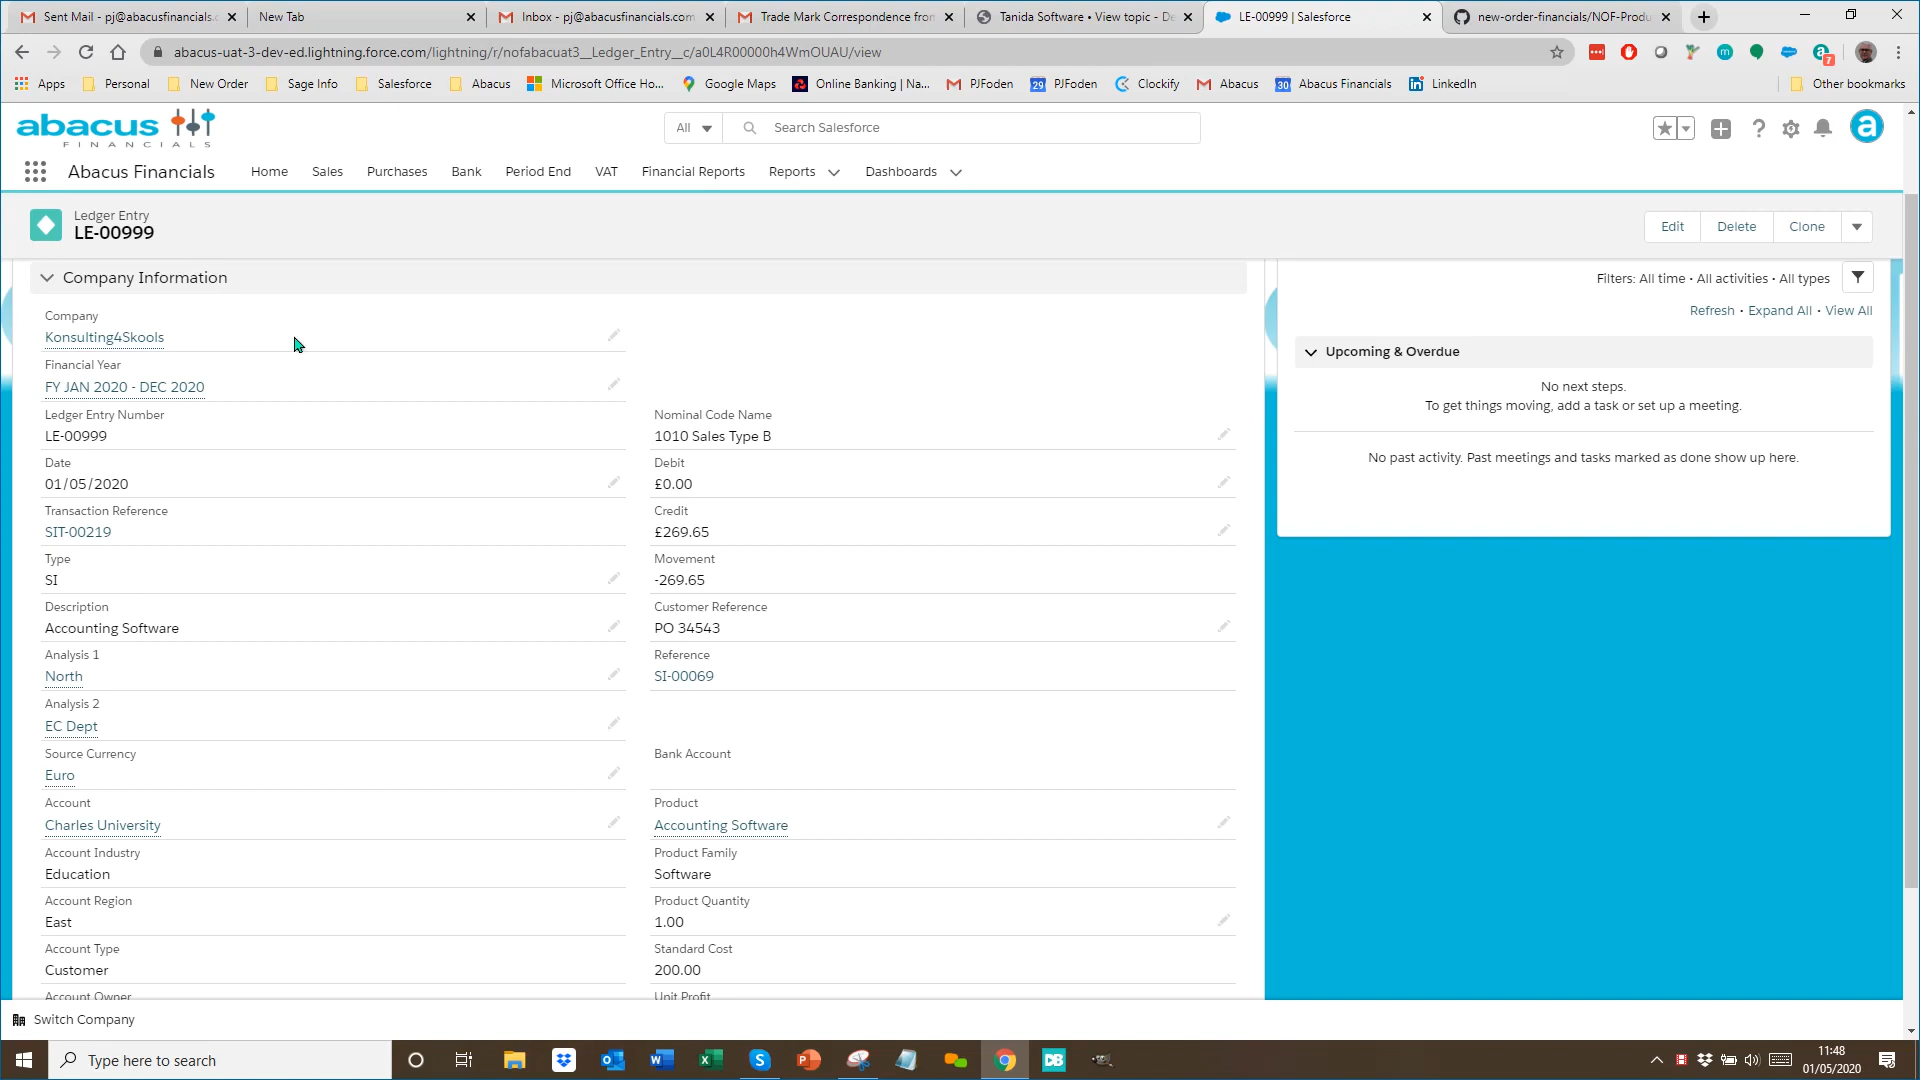 Sent Mail - pj@abacusfinancials.c
New Tab
Inbox - pj@abacusfinancials.com
Trade Mark Correspondence from
Tanida Software • View topic - De
LE-00999 | Salesforce
new-order-financials/NOF-Produ
abacus-uat-3-dev-ed.lightning.force.com/lightning/r/nofabacuat3__Ledger_Entry__c/a0L4R00000h4WmOUAU/view
7
Apps
Personal
New Order
Sage Info
Salesforce
Abacus
Microsoft Office Ho...
Google Maps
Online Banking | Na...
PJFoden
29 PJFoden
Clockify
Abacus
30 Abacus Financials
LinkedIn
Other bookmarks
abacus
FINANCIALS
All
Search Salesforce
Abacus Financials
Home
Sales
Purchases
Bank
Period End
VAT
Financial Reports
Reports
Dashboards
Ledger Entry
LE-00999
Edit
Delete
Clone
Company Information
Company
Konsulting4Skools
Financial Year
FY JAN 2020 - DEC 2020
Ledger Entry Number
LE-00999
Nominal Code Name
1010 Sales Type B
Date
01/05/2020
Debit
£0.00
Transaction Reference
SIT-00219
Credit
£269.65
Type
SI
Movement
-269.65
Description
Accounting Software
Customer Reference
PO 34543
Analysis 1
North
Reference
SI-00069
Analysis 2
EC Dept
Source Currency
Euro
Bank Account
Account
Charles University
Product
Accounting Software
Account Industry
Education
Product Family
Software
Account Region
East
Product Quantity
1.00
Account Type
Customer
Standard Cost
200.00
Account Owner
Unit Profit
Filters: All time • All activities • All types
Refresh • Expand All • View All
Upcoming & Overdue
No next steps.
To get things moving, add a task or set up a meeting.
No past activity. Past meetings and tasks marked as done show up here.
Switch Company
Type here to search
DB
11:48
01/05/2020